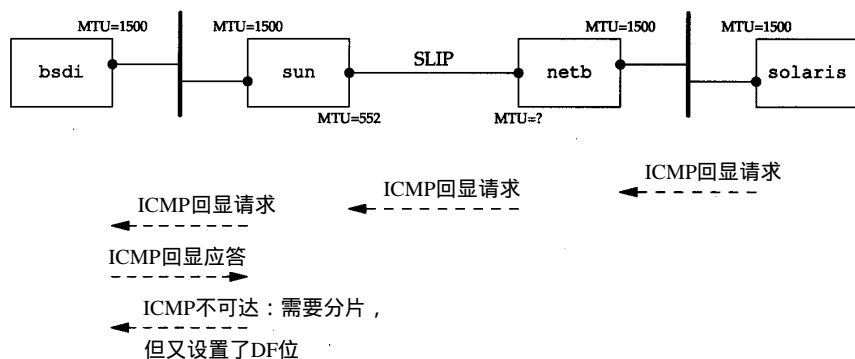 MTU=1500 MTU=1500 MTU=1500 MTU=1500
bsdi sun SLIP netb solaris
MTU=552 MTU=?
ICMP回显请求 ICMP回显请求 ICMP回显请求
ICMP回显应答
ICMP不可达：需要分片，
但又设置了DF位